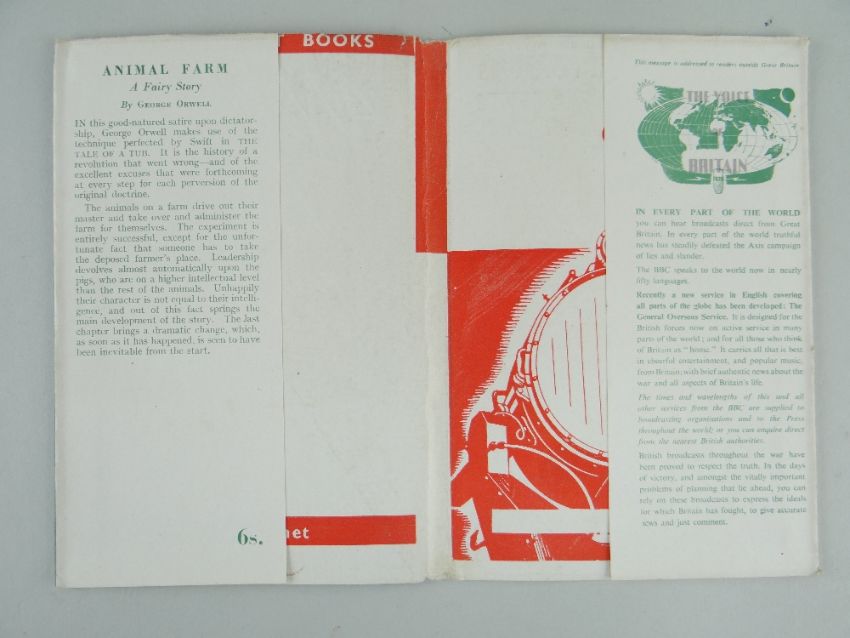 ANIMAL FARM
A Fairy Story
By GEORGE ORWELL
IN this good-natured satire upon dictator-
ship, George Orwell makes use of the
technique perfected by Swift in THE
TALE OF A TUB. It is the history of a
revolution that went wrong—and of the
excellent excuses that were forthcoming
at every step for each perversion of the
original doctrine.
The animals on a farm drive out their
master and take over and administer the
farm for themselves. The experiment is
entirely successful, except for the unfor-
tunate fact that someone has to take
the deposed farmer's place. Leadership
devolves almost automatically upon the
pigs, who are on a higher intellectual level
than the rest of the animals. Unhappily
their character is not equal to their intelli-
gence, and out of this fact springs the
main development of the story. The last
chapter brings a dramatic change, which,
as soon as it has happened, is seen to have
been inevitable from the start.
6s.
BOOKS
net
This message is addressed to readers outside Great Britain
THE VOICE
BRITAIN
IN EVERY PART OF THE WORLD
you can hear broadcasts direct from Great
Britain. In every part of the world truthful
news has steadily defeated the Axis campaign
of lies and slander.
The BBC speaks to the world now in nearly
fifty languages.
Recently a new service in English covering
all parts of the globe has been developed: The
General Overseas Service. It is designed for the
British forces now on active service in many
parts of the world; and for all those who think
of Britain as "home." It carries all that is best
in cheerful entertainment, and popular music,
from Britain; with brief authentic news about the
war and all aspects of Britain's life.
The times and wavelengths of this and all
other services from the BBC are supplied to
broadcasting organisations and to the Press
throughout the world; or you can enquire direct
from the nearest British authorities.
British broadcasts throughout the war have
been proved to respect the truth. In the days
of victory, and amongst the vitally important
problems of planning that lie ahead, you can
rely on these broadcasts to express the ideals
for which Britain has fought, to give accurate
news and just comment.